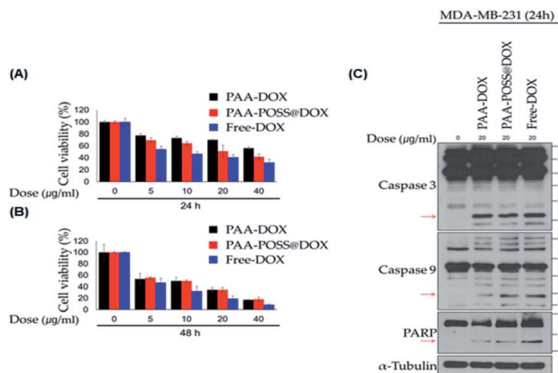 MDA-MB-231 (24h)
(A)
PAA-DOX
PAA-POSS@DOX
Free-DOX
Cell viability (%)
120
100
80
60
40
20
0
Dose (µg/ml)
0 5 10 20 40
24 h
(B)
PAA-DOX
PAA-POSS@DOX
Free-DOX
Cell viability (%)
120
100
80
60
40
20
0
Dose (µg/ml)
0 5 10 20 40
48 h
(C)
PAA-DOX
PAA-POSS@DOX
Free-DOX
Dose (µg/ml) 0 20 20 20
Caspase 3
Caspase 9
PARP
α-Tubulin